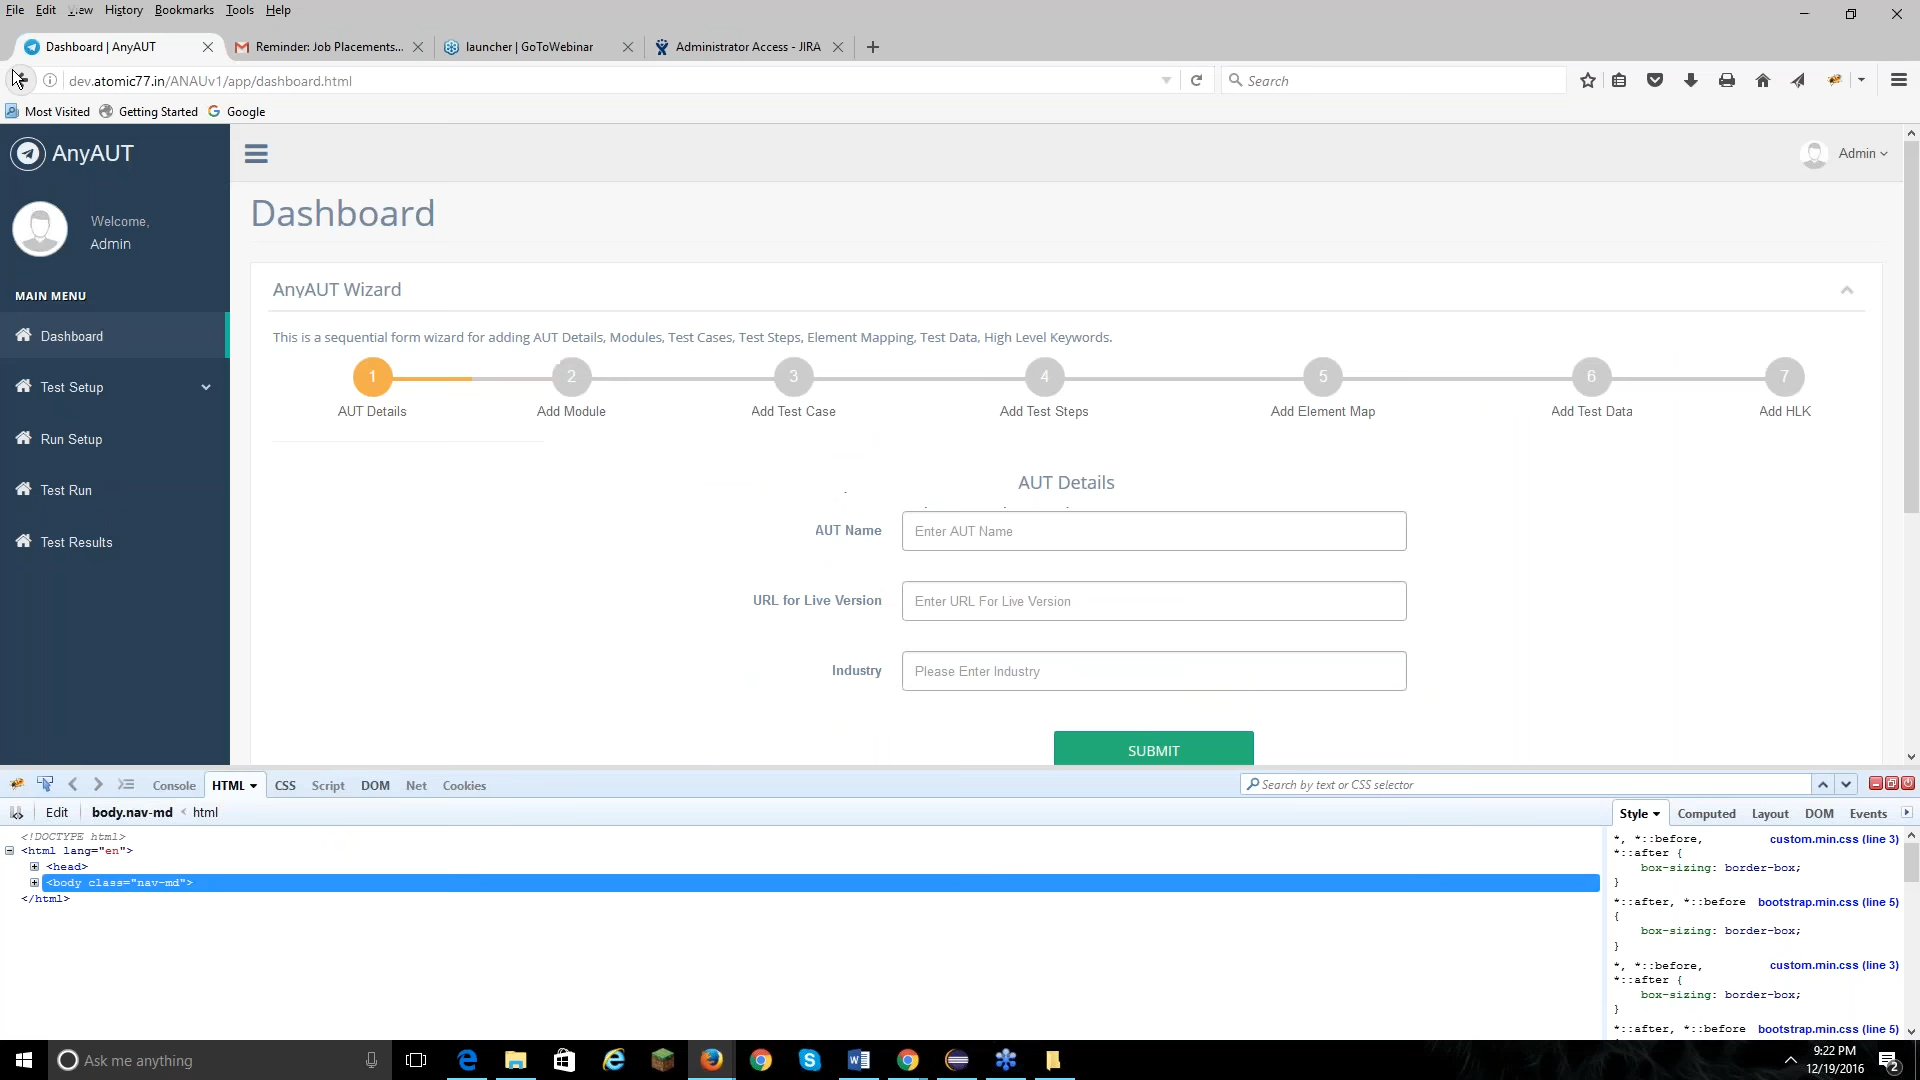 File Edit View History Bookmarks Tools Help
Dashboard | AnyAUT
Reminder: Job Placements...
launcher | GoToWebinar
Administrator Access - JIRA
dev.atomic77.in/ANAUv1/app/dashboard.html
Search
Most Visited
Getting Started
Google
AnyAUT
Admin
Dashboard
Welcome,
Admin
MAIN MENU
Dashboard
Test Setup
Run Setup
Test Run
Test Results
AnyAUT Wizard
This is a sequential form wizard for adding AUT Details, Modules, Test Cases, Test Steps, Element Mapping, Test Data, High Level Keywords.
1 2 3 4 5 6 7
AUT Details Add Module Add Test Case Add Test Steps Add Element Map Add Test Data Add HLK
AUT Details
AUT Name Enter AUT Name
URL for Live Version Enter URL For Live Version
Industry Please Enter Industry
SUBMIT
Console HTML CSS Script DOM Net Cookies
Search by text or CSS selector
Edit body.nav-md < html
Style Computed Layout DOM Events
<!DOCTYPE html>
<html lang="en">
<head>
<body class="nav-md">
</html>
*, *::before, custom.min.css (line 3)
*::after {
box-sizing: border-box;
}
*::after, *::before bootstrap.min.css (line 5)
{
box-sizing: border-box;
}
*, *::before, custom.min.css (line 3)
*::after {
box-sizing: border-box;
}
*::after, *::before bootstrap.min.css (line 5)
Ask me anything
9:22 PM
12/19/2016
2